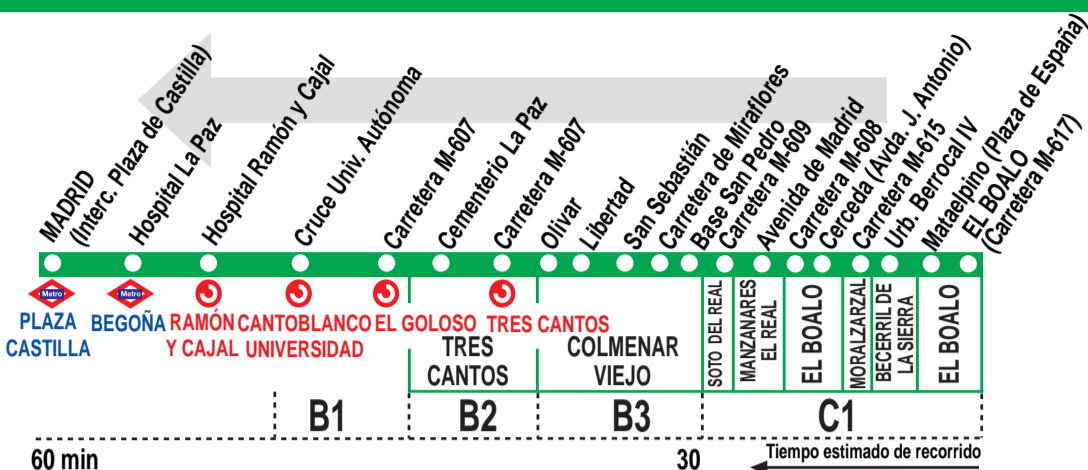 MADRID
(Interc. Plaza de Castilla)
Hospital La Paz
Hospital Ramón y Cajal
Cruce Univ. Autónoma
Carretera M-607
Cementerio La Paz
Carretera M-607
Olivar
Libertad
San Sebastián
Carretera de Miraflores
Base San Pedro
Carretera M-609
Avenida de Madrid
Carretera M-608
Cerceda (Avda. J. Antonio)
Carretera M-615
Urb. Berrocal IV
Mataelpino (Plaza de España)
EL BOALO
(Carretera M-617)
Metro
PLAZA
CASTILLA
Metro
BEGOÑA
RAMÓN
Y CAJAL
CANTOBLANCO
UNIVERSIDAD
EL GOLOSO
TRES CANTOS
TRES
CANTOS
COLMENAR
VIEJO
SOTO DEL REAL
MANZANARES
EL REAL
EL BOALO
MORALZARZAL
BECERRIL DE
LA SIERRA
EL BOALO
B1
B2
B3
C1
60 min
30
Tiempo estimado de recorrido